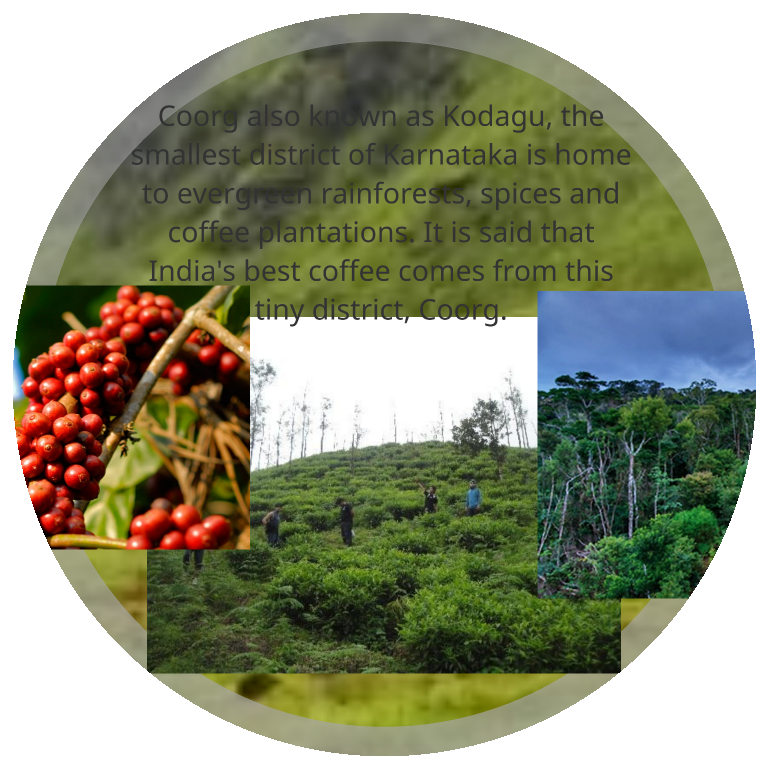 Coorg also known as Kodagu, the
smallest district of Karnataka is home
to evergreen rainforests, spices and
coffee plantations. It is said that
India's best coffee comes from this
tiny district, Coorg.